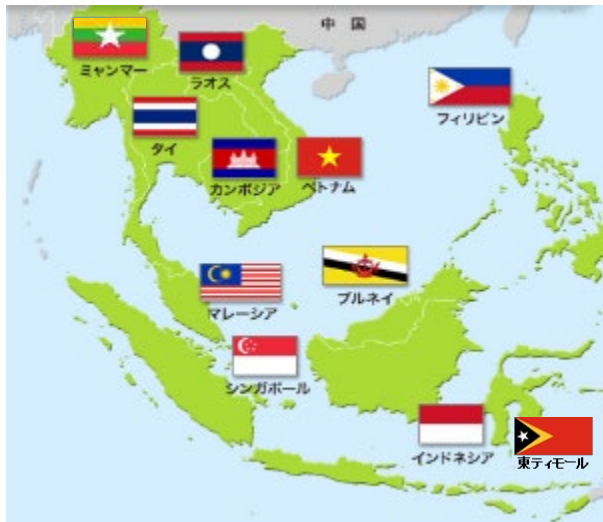 中 国
ミャンマー
ラオス
フィリピン
タイ
カンボジア
ベトナム
マレーシア
ブルネイ
シンガポール
インドネシア
東ティモール